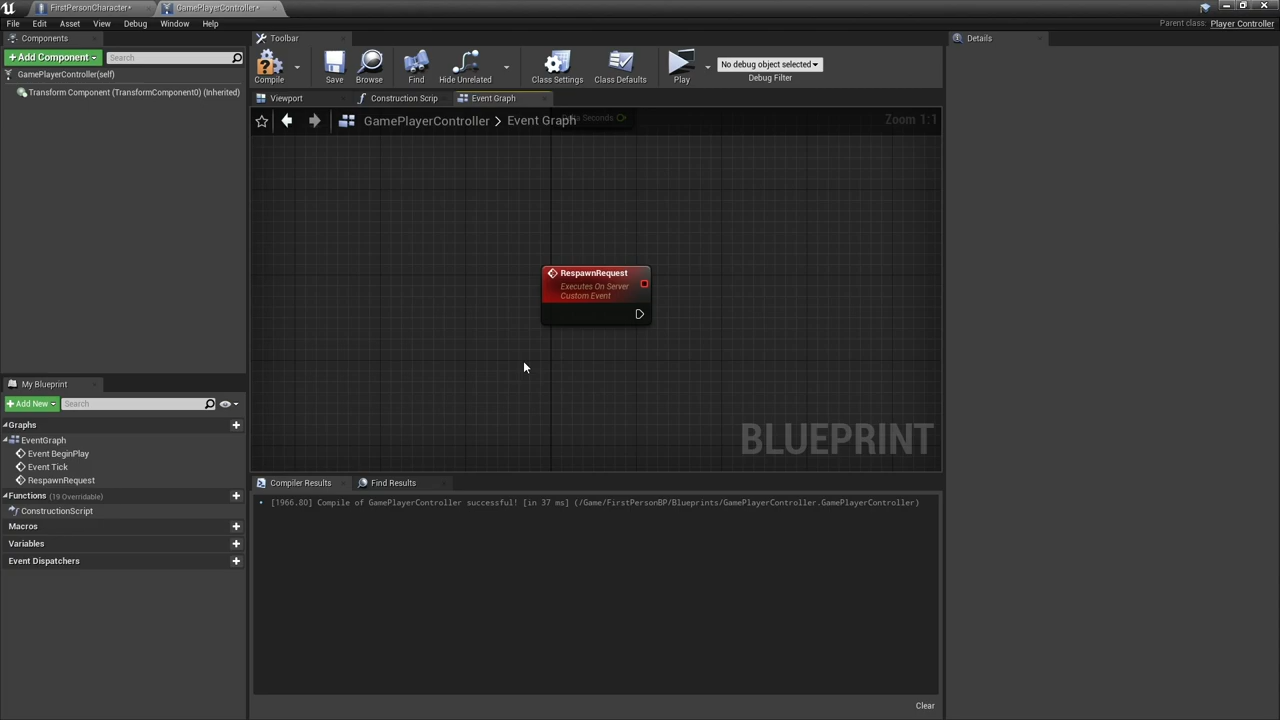 FirstPersonCharacter*
GamePlayerController*
File
Edit
Asset
View
Debug
Window
Help
Parent class: Player Controller
Components
Toolbar
Details
+Add Component
Search
GamePlayerController(self)
Transform Component (TransformComponent0) (Inherited)
Compile
Save
Browse
Find
Hide Unrelated
Class Settings
Class Defaults
Play
No debug object selected
Debug Filter
Viewport
Construction Scrip
Event Graph
GamePlayerController > Event Graph
Seconds
Zoom 1:1
RespawnRequest
Executes On Server
Custom Event
BLUEPRINT
My Blueprint
+Add New
Search
Graphs
EventGraph
Event BeginPlay
Event Tick
RespawnRequest
Functions (19 Overridable)
ConstructionScript
Macros
Variables
Event Dispatchers
Compiler Results
Find Results
[1966.80] Compile of GamePlayerController successful! [in 37 ms] (/Game/FirstPersonBP/Blueprints/GamePlayerController.GamePlayerController)
Clear